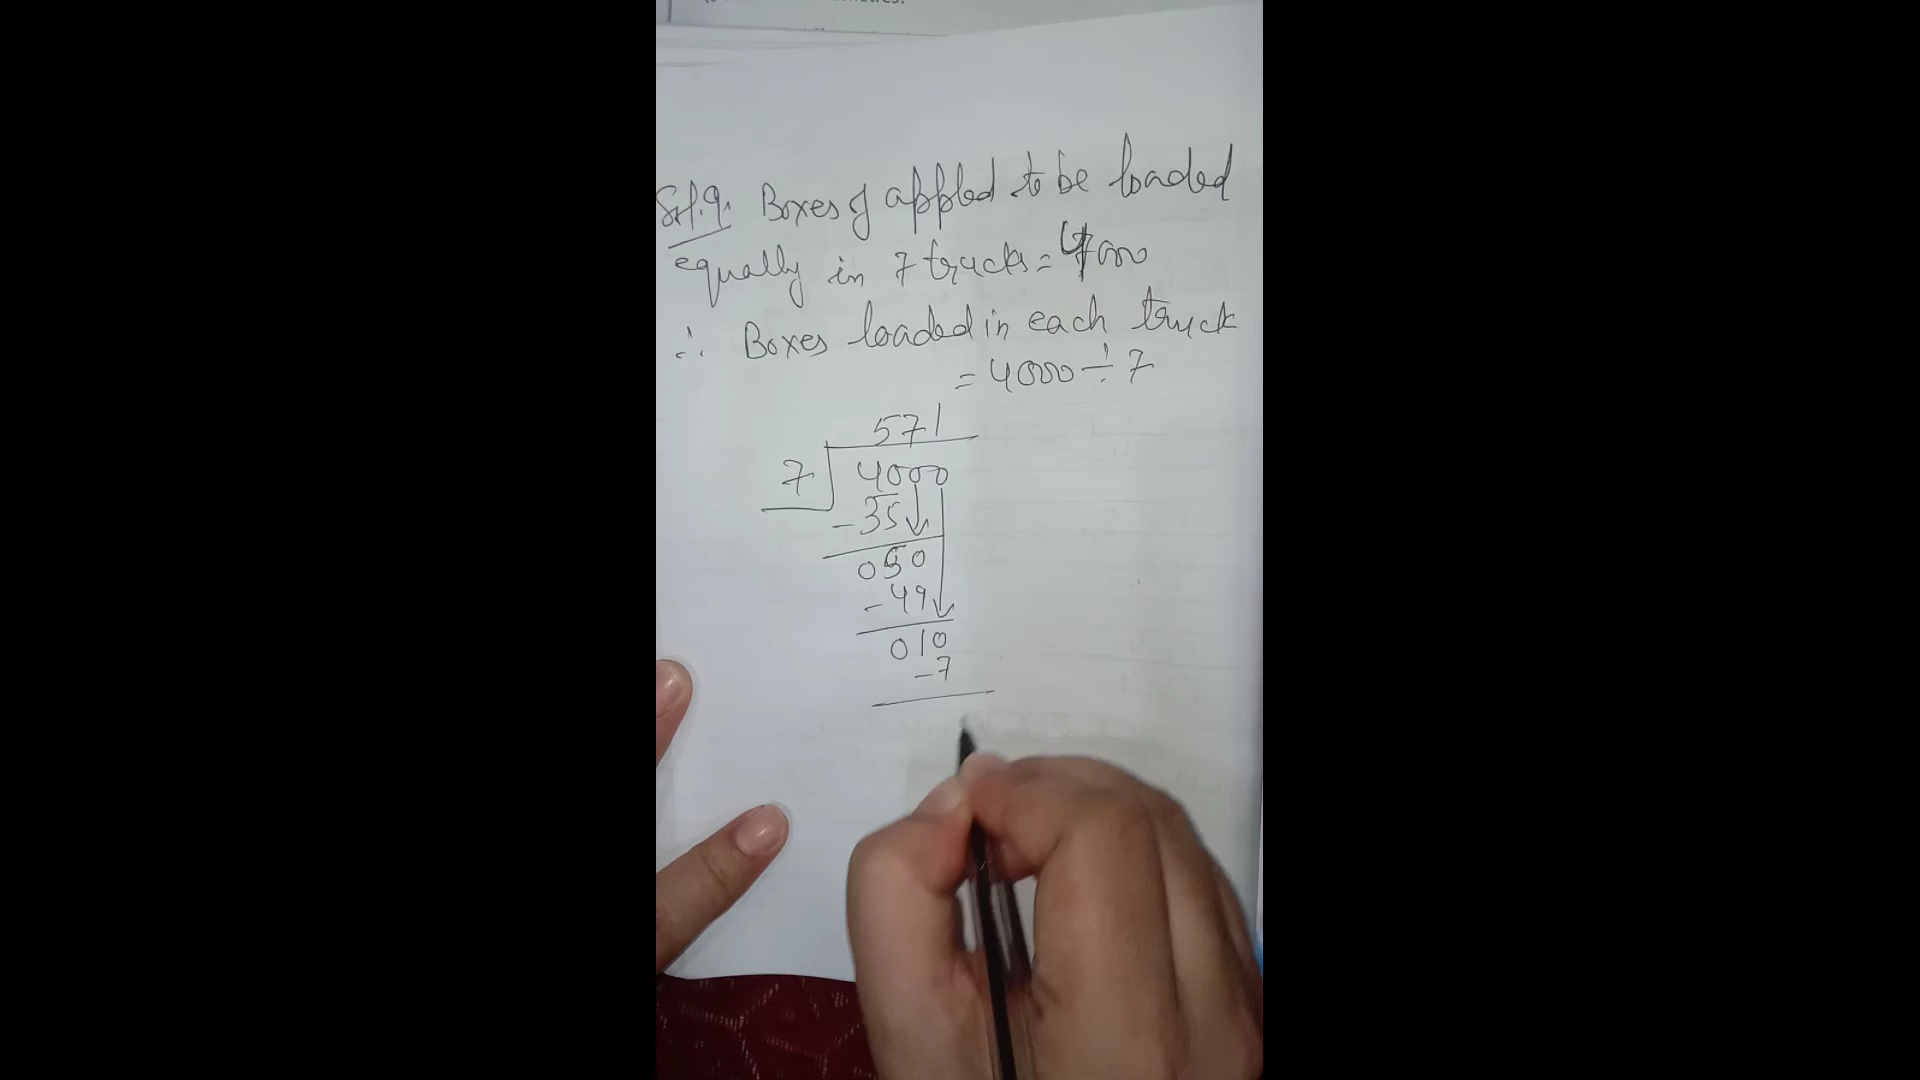 Sol.9. Boxes of appled to be loaded
equally in 7 trucks = 4000
∴ Boxes loaded in each truck
= 4000 ÷ 7
571
7 4000
-35
050
-49
010
-7